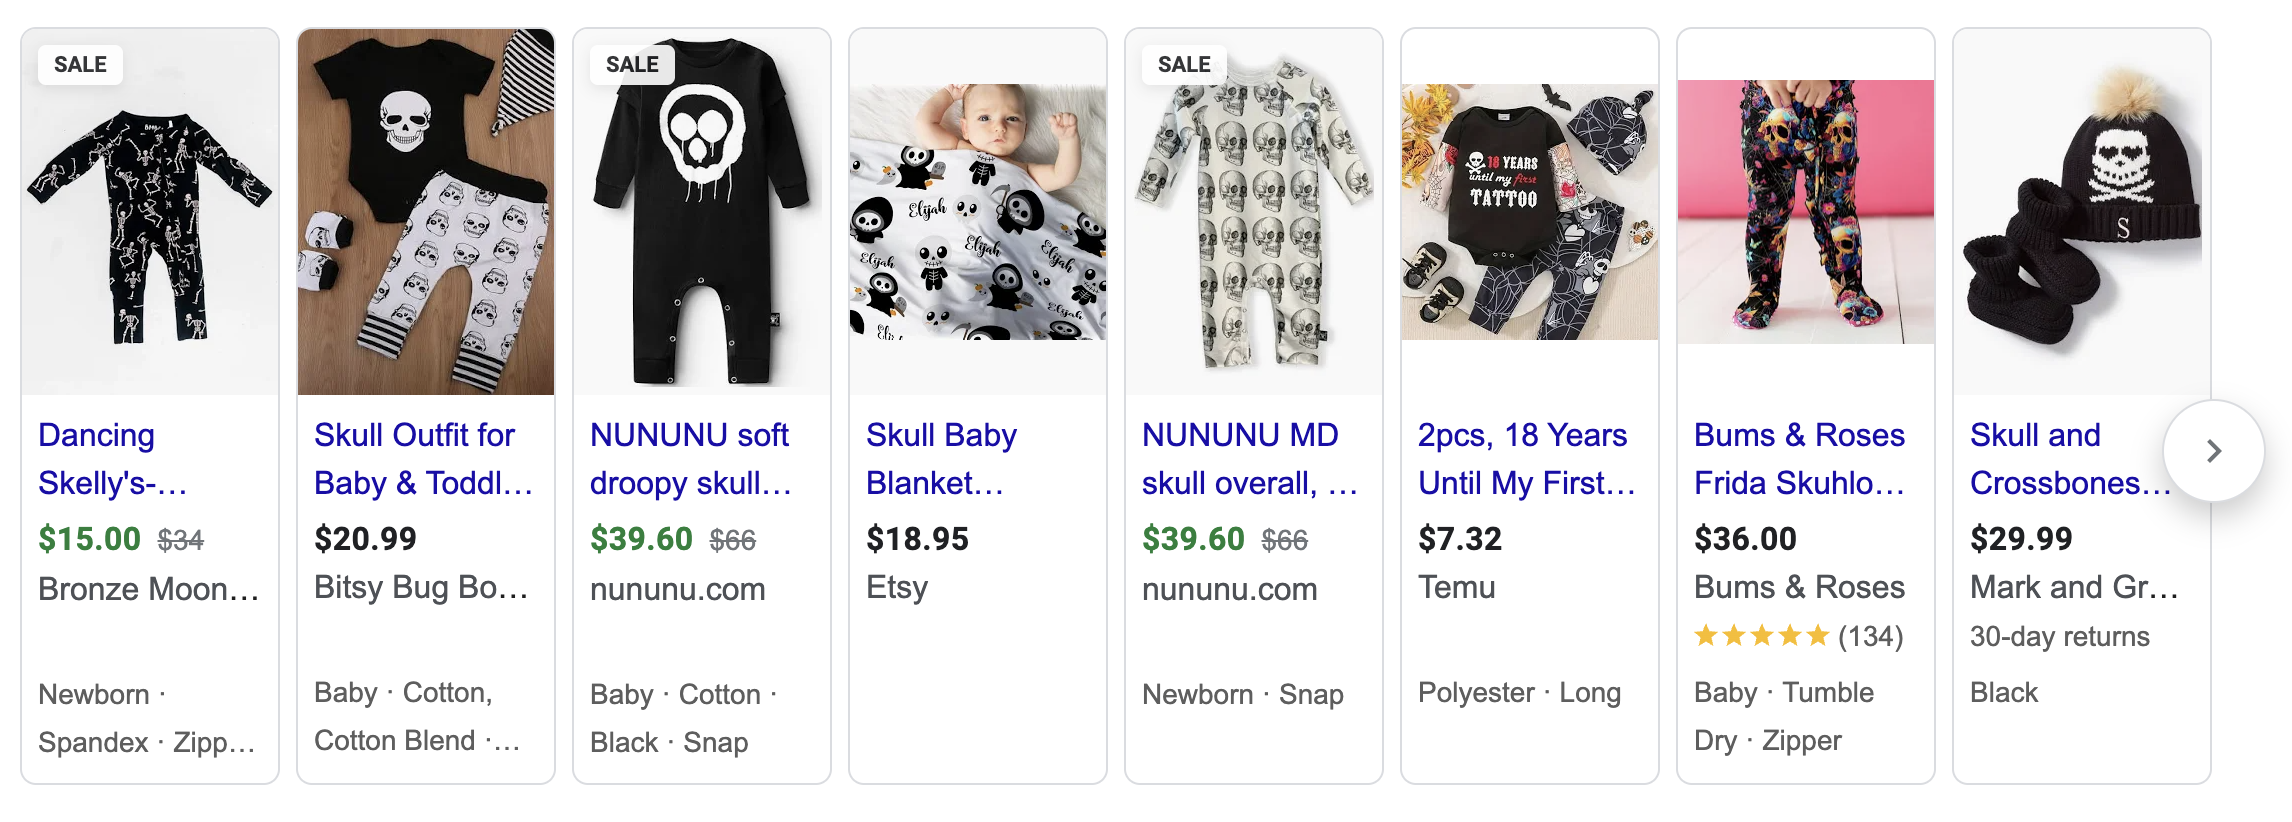 SALE
Dancing
Skelly's-...
$15.00 $34
Bronze Moon...
Newborn ·
Spandex · Zipp...
Skull Outfit for
Baby & Toddl...
$20.99
Bitsy Bug Bo...
Baby · Cotton,
Cotton Blend ·...
SALE
NUNUNU soft
droopy skull...
$39.60 $66
nununu.com
Baby · Cotton ·
Black · Snap
Elijah
Elijah
Elijah
Elijah
Elijah
Skull Baby
Blanket...
$18.95
Etsy
SALE
NUNUNU MD
skull overall, ...
$39.60 $66
nununu.com
Newborn · Snap
18 YEARS
until my first
TATTOO
2pcs, 18 Years
Until My First...
$7.32
Temu
Polyester · Long
Bums & Roses
Frida Skuhlo...
$36.00
Bums & Roses
(134)
Baby · Tumble
Dry · Zipper
S
Skull and
Crossbones...
$29.99
Mark and Gr...
30-day returns
Black